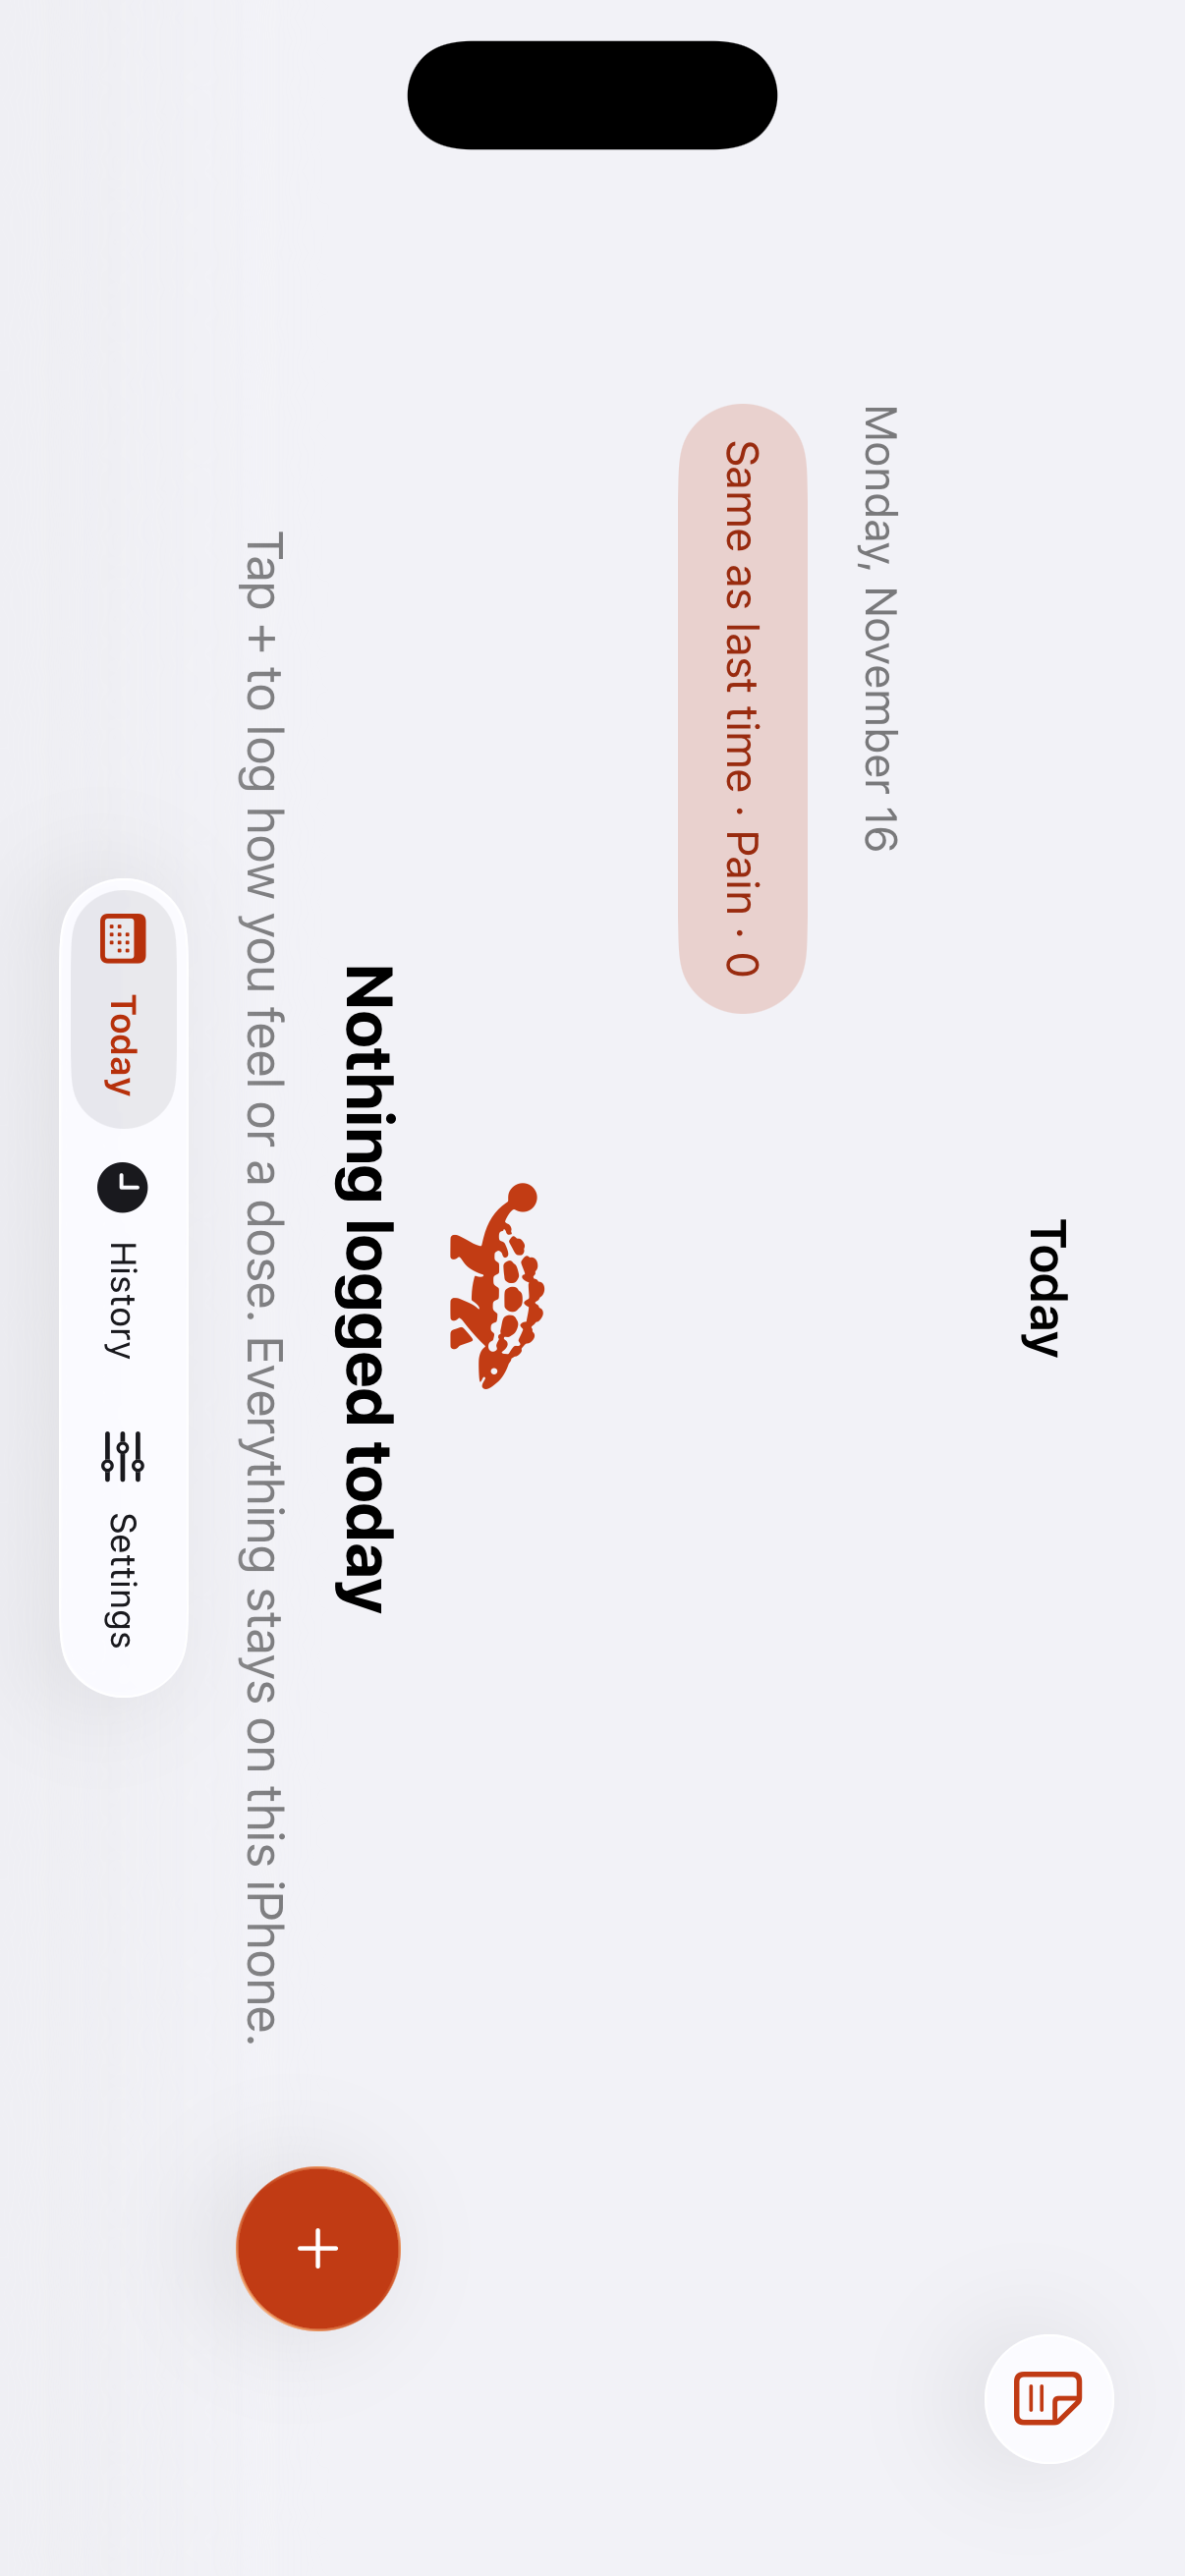 Today
Monday, November 16
Same as last time · Pain · 0
Nothing logged today
Tap + to log how you feel or a dose. Everything stays on this iPhone.
Today
History
Settings